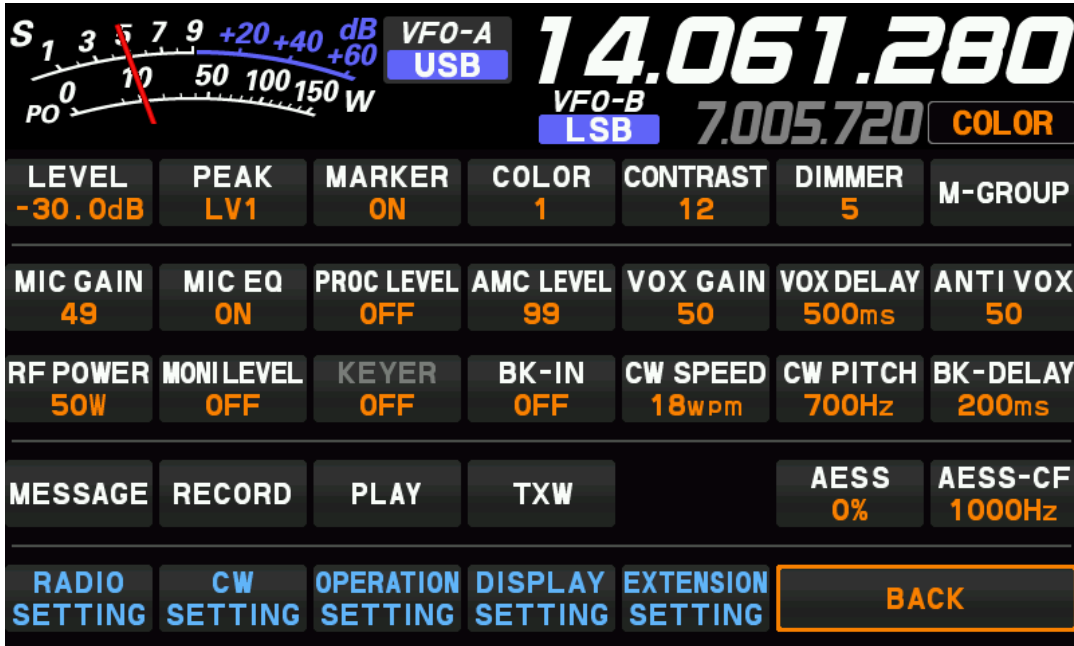 S 1 3 5 7 9 +20 +40 +60 dB
PO 0 10 50 100 150 W
VFO-A
USB
14.061.280
VFO-B
LSB
7.005.720
COLOR
LEVEL PEAK MARKER COLOR CONTRAST DIMMER M-GROUP
-30.0dB LV1 ON 1 12 5
MIC GAIN MIC EQ PROC LEVEL AMC LEVEL VOX GAIN VOX DELAY ANTI VOX
49 ON OFF 99 50 500ms 50
RF POWER MONI LEVEL KEYER BK-IN CW SPEED CW PITCH BK-DELAY
50W OFF OFF OFF 18wpm 700Hz 200ms
MESSAGE RECORD PLAY TXW AESS AESS-CF
0% 1000Hz
RADIO CW OPERATION DISPLAY EXTENSION BACK
SETTING SETTING SETTING SETTING SETTING